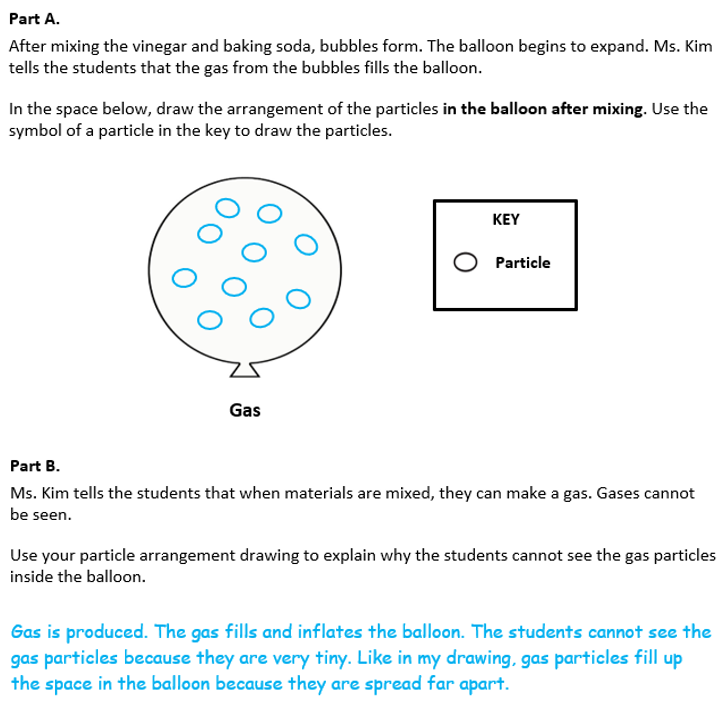 Part A.
After mixing the vinegar and baking soda, bubbles form. The balloon begins to expand. Ms. Kim
tells the students that the gas from the bubbles fills the balloon.
In the space below, draw the arrangement of the particles in the balloon after mixing. Use the
symbol of a particle in the key to draw the particles.
KEY
Particle
Gas
Part B.
Ms. Kim tells the students that when materials are mixed, they can make a gas. Gases cannot
be seen.
Use your particle arrangement drawing to explain why the students cannot see the gas particles
inside the balloon.
Gas is produced. The gas fills and inflates the balloon. The students cannot see the
gas particles because they are very tiny. Like in my drawing, gas particles fill up
the space in the balloon because they are spread far apart.